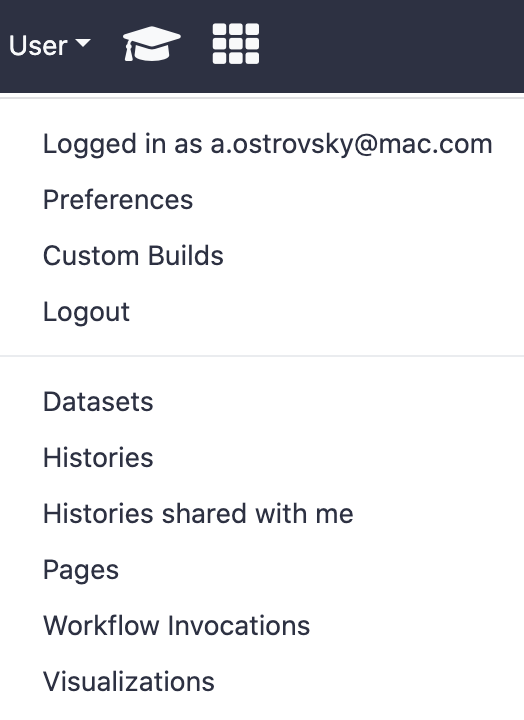 User
Logged in as a.ostrovsky@mac.com
Preferences
Custom Builds
Logout
Datasets
Histories
Histories shared with me
Pages
Workflow Invocations
Visualizations